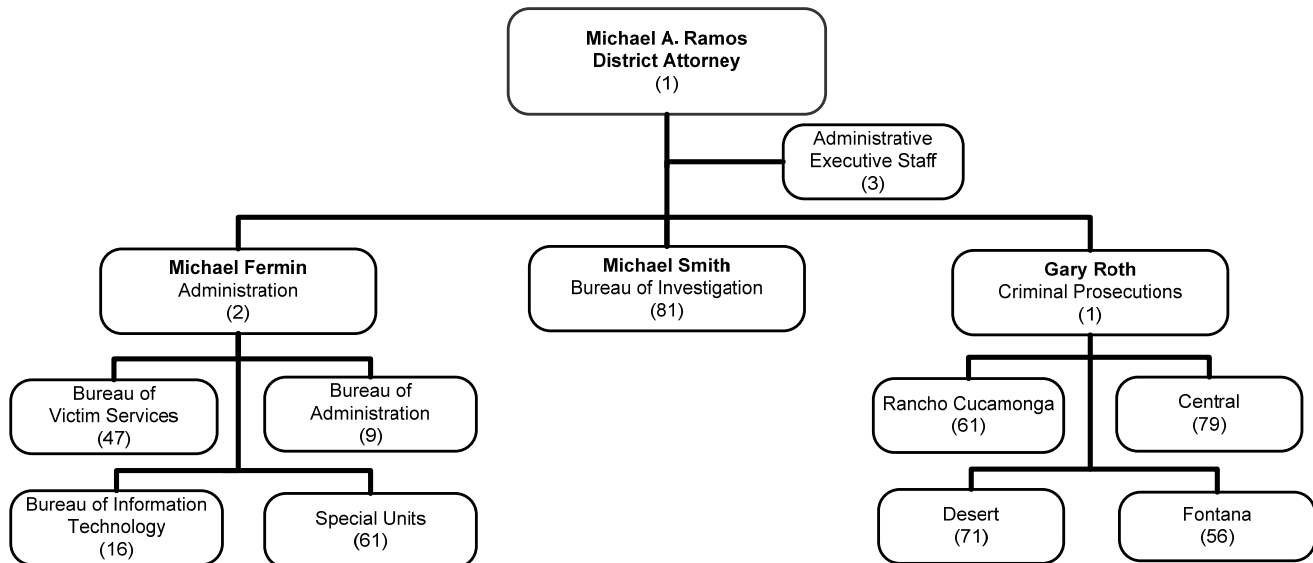 Michael A. Ramos
District Attorney
(1)
Administrative
Executive Staff
(3)
Michael Fermin
Administration
(2)
Michael Smith
Bureau of Investigation
(81)
Gary Roth
Criminal Prosecutions
(1)
Bureau of
Victim Services
(47)
Bureau of
Administration
(9)
Rancho Cucamonga
(61)
Central
(79)
Bureau of Information
Technology
(16)
Special Units
(61)
Desert
(71)
Fontana
(56)